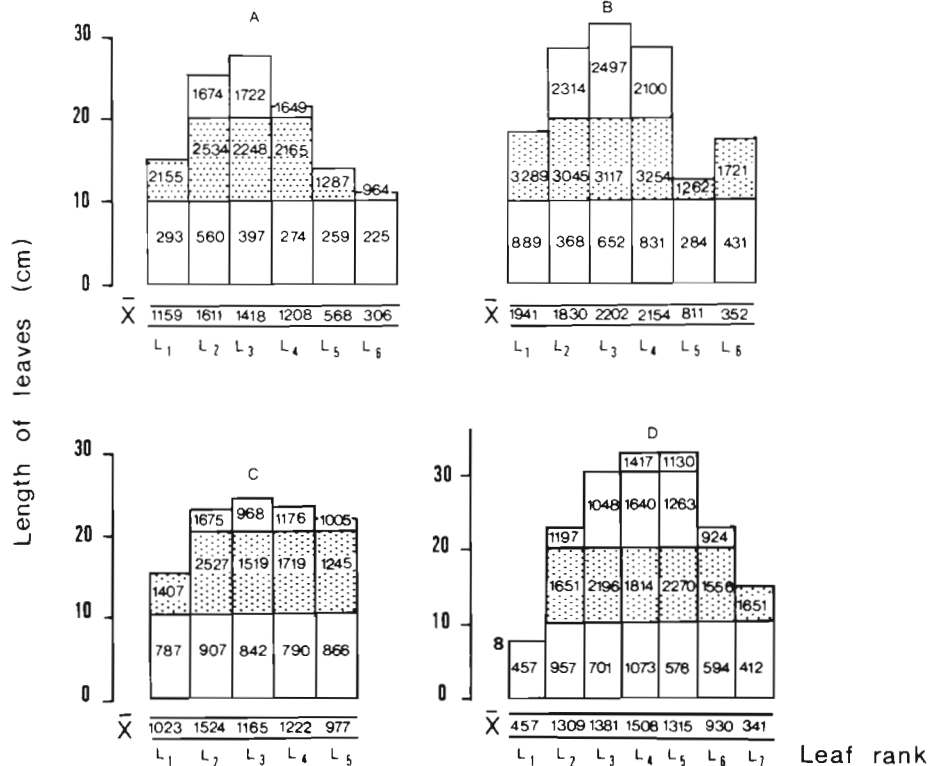 A
30
20
10
0
1674 1722 1649
2155 2534 2248 2165 1287 964
293 560 397 274 259 225
X̄ 1159 1611 1418 1208 568 306
L1 L2 L3 L4 L5 L6
B
2314 2497 2100
3289 3045 3117 3254 1262 1721
889 368 652 831 284 431
X̄ 1941 1830 2202 2154 811 352
L1 L2 L3 L4 L5 L6
Length of leaves (cm)
C
30
20
10
0
1675 968 1176 1005
1407 2527 1519 1719 1245
787 907 842 790 866
X̄ 1023 1524 1165 1222 977
L1 L2 L3 L4 L5
D
30
20
10
0
8
1417 1130
1197 1048 1640 1263 924
1651 2196 1814 2270 1556 1651
457 957 701 1073 578 594 412
X̄ 457 1309 1381 1508 1315 930 341
L1 L2 L3 L4 L5 L6 L7
Leaf rank